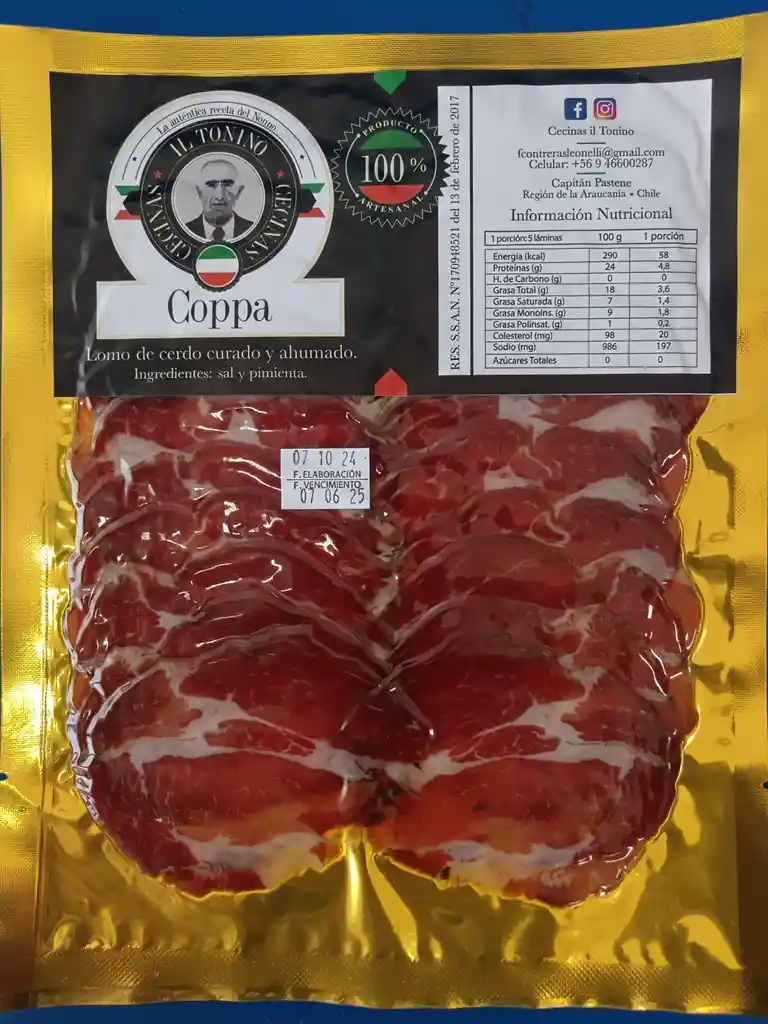 La auténtica receta del Nonno
IL TONINO
CECINAS
CECINAS
Coppa
Lomo de cerdo curado y ahumado.
Ingredientes: sal y pimienta.
PRODUCTO
100 %
ARTESANAL
RES. S.S.A.N. Nº170948521 del 13 de febrero de 2017
Cecinas il Tonino
fcontrerasleonelli@gmail.com
Celular: +56 9 46600287
Capitán Pastene
Región de la Araucanía • Chile
Información Nutricional
1 porción: 5 láminas 100 g 1 porción
Energía (kcal) 290 58
Proteínas (g) 24 4,8
H. de Carbono (g) 0 0
Grasa Total (g) 18 3,6
Grasa Saturada (g) 7 1,4
Grasa Monoins. (g) 9 1,8
Grasa Polinsat. (g) 1 0,2
Colesterol (mg) 98 20
Sodio (mg) 986 197
Azúcares Totales 0 0
07 10 24
F. ELABORACIÓN
F. VENCIMIENTO
07 06 25